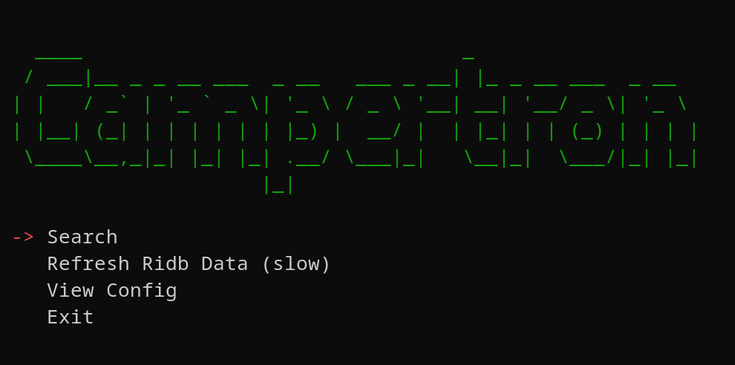 Campertron
-> Search
Refresh Ridb Data (slow)
View Config
Exit